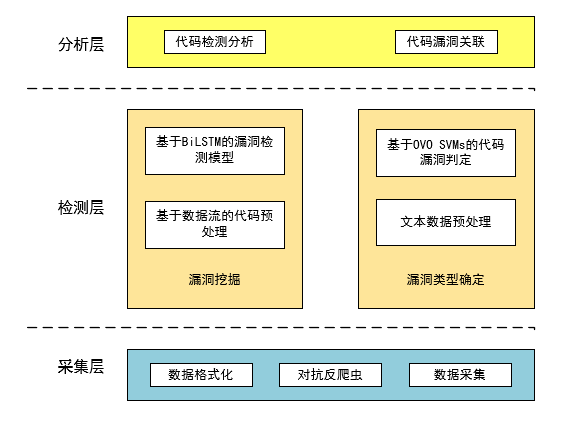 分析层
代码检测分析
代码漏洞关联
检测层
基于BiLSTM的漏洞检
测模型
基于数据流的代码预
处理
漏洞挖掘
基于OVO SVMs的代码
漏洞判定
文本数据预处理
漏洞类型确定
采集层
数据格式化
对抗反爬虫
数据采集